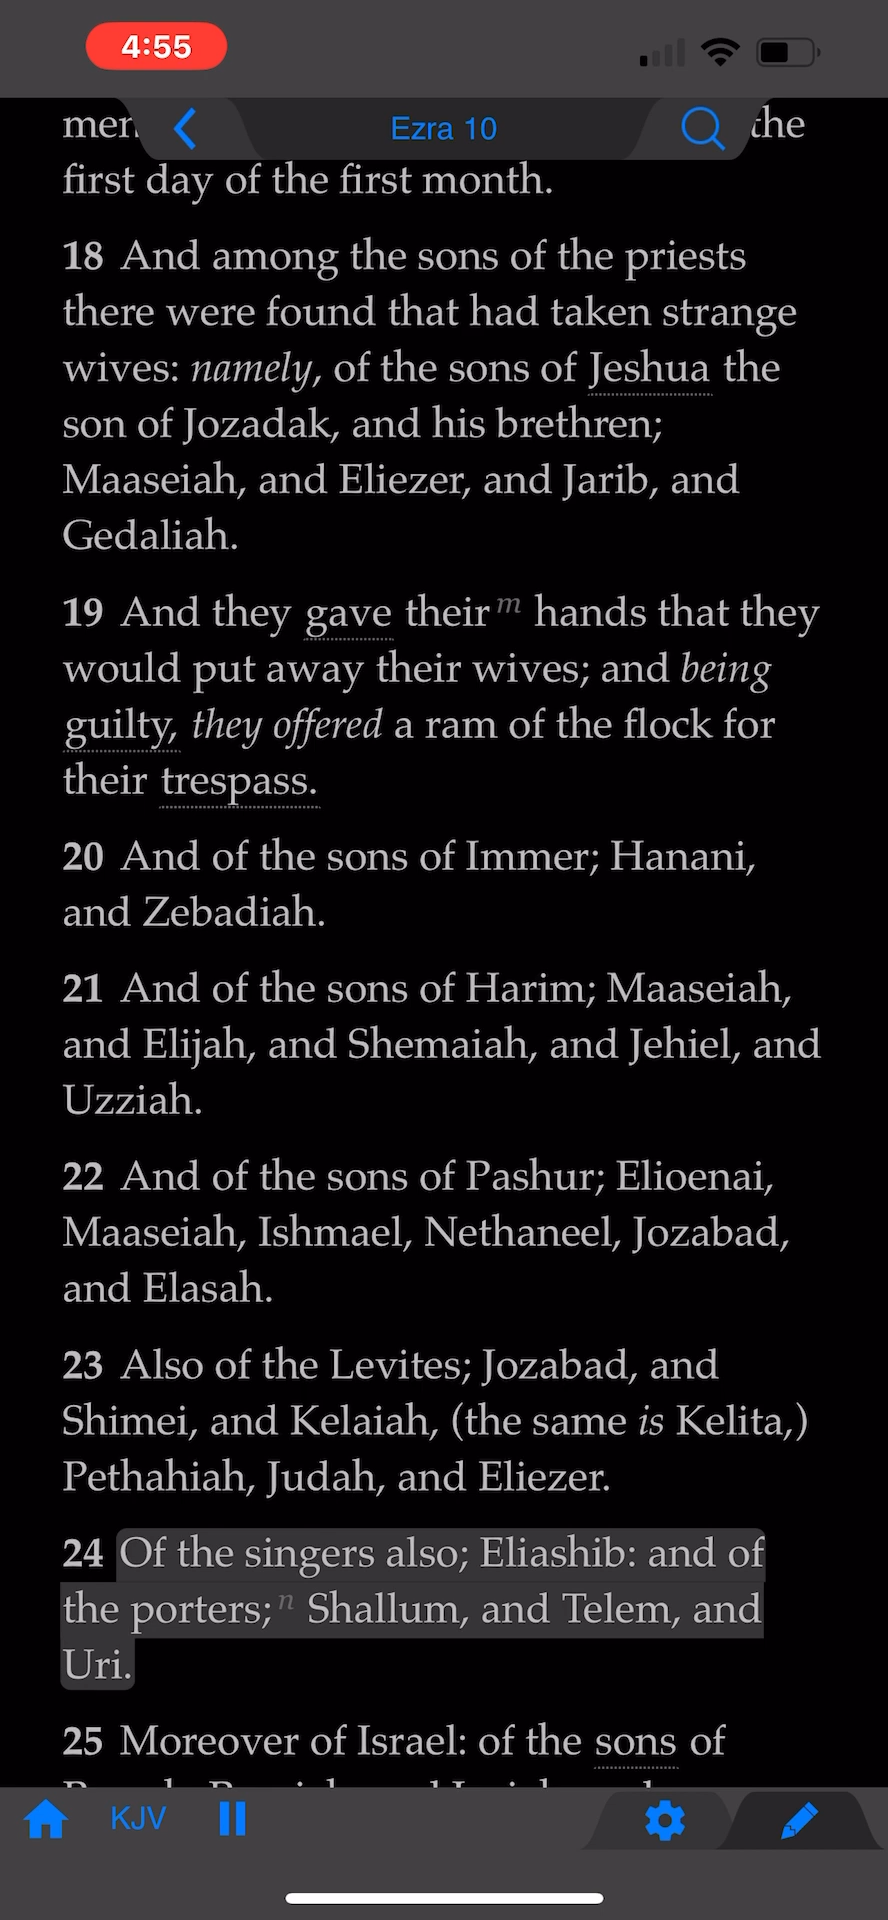 4:55
Ezra 10
the
first day of the first month.
18 And among the sons of the priests
there were found that had taken strange
wives: namely, of the sons of Jeshua the
son of Jozadak, and his brethren;
Maaseiah, and Eliezer, and Jarib, and
Gedaliah.
19 And they gave their m hands that they
would put away their wives; and being
guilty, they offered a ram of the flock for
their trespass.
20 And of the sons of Immer; Hanani,
and Zebadiah.
21 And of the sons of Harim; Maaseiah,
and Elijah, and Shemaiah, and Jehiel, and
Uzziah.
22 And of the sons of Pashur; Elioenai,
Maaseiah, Ishmael, Nethaneel, Jozabad,
and Elasah.
23 Also of the Levites; Jozabad, and
Shimei, and Kelaiah, (the same is Kelita,)
Pethahiah, Judah, and Eliezer.
24 Of the singers also; Eliashib: and of
the porters; n Shallum, and Telem, and
Uri.
25 Moreover of Israel: of the sons of
KJV